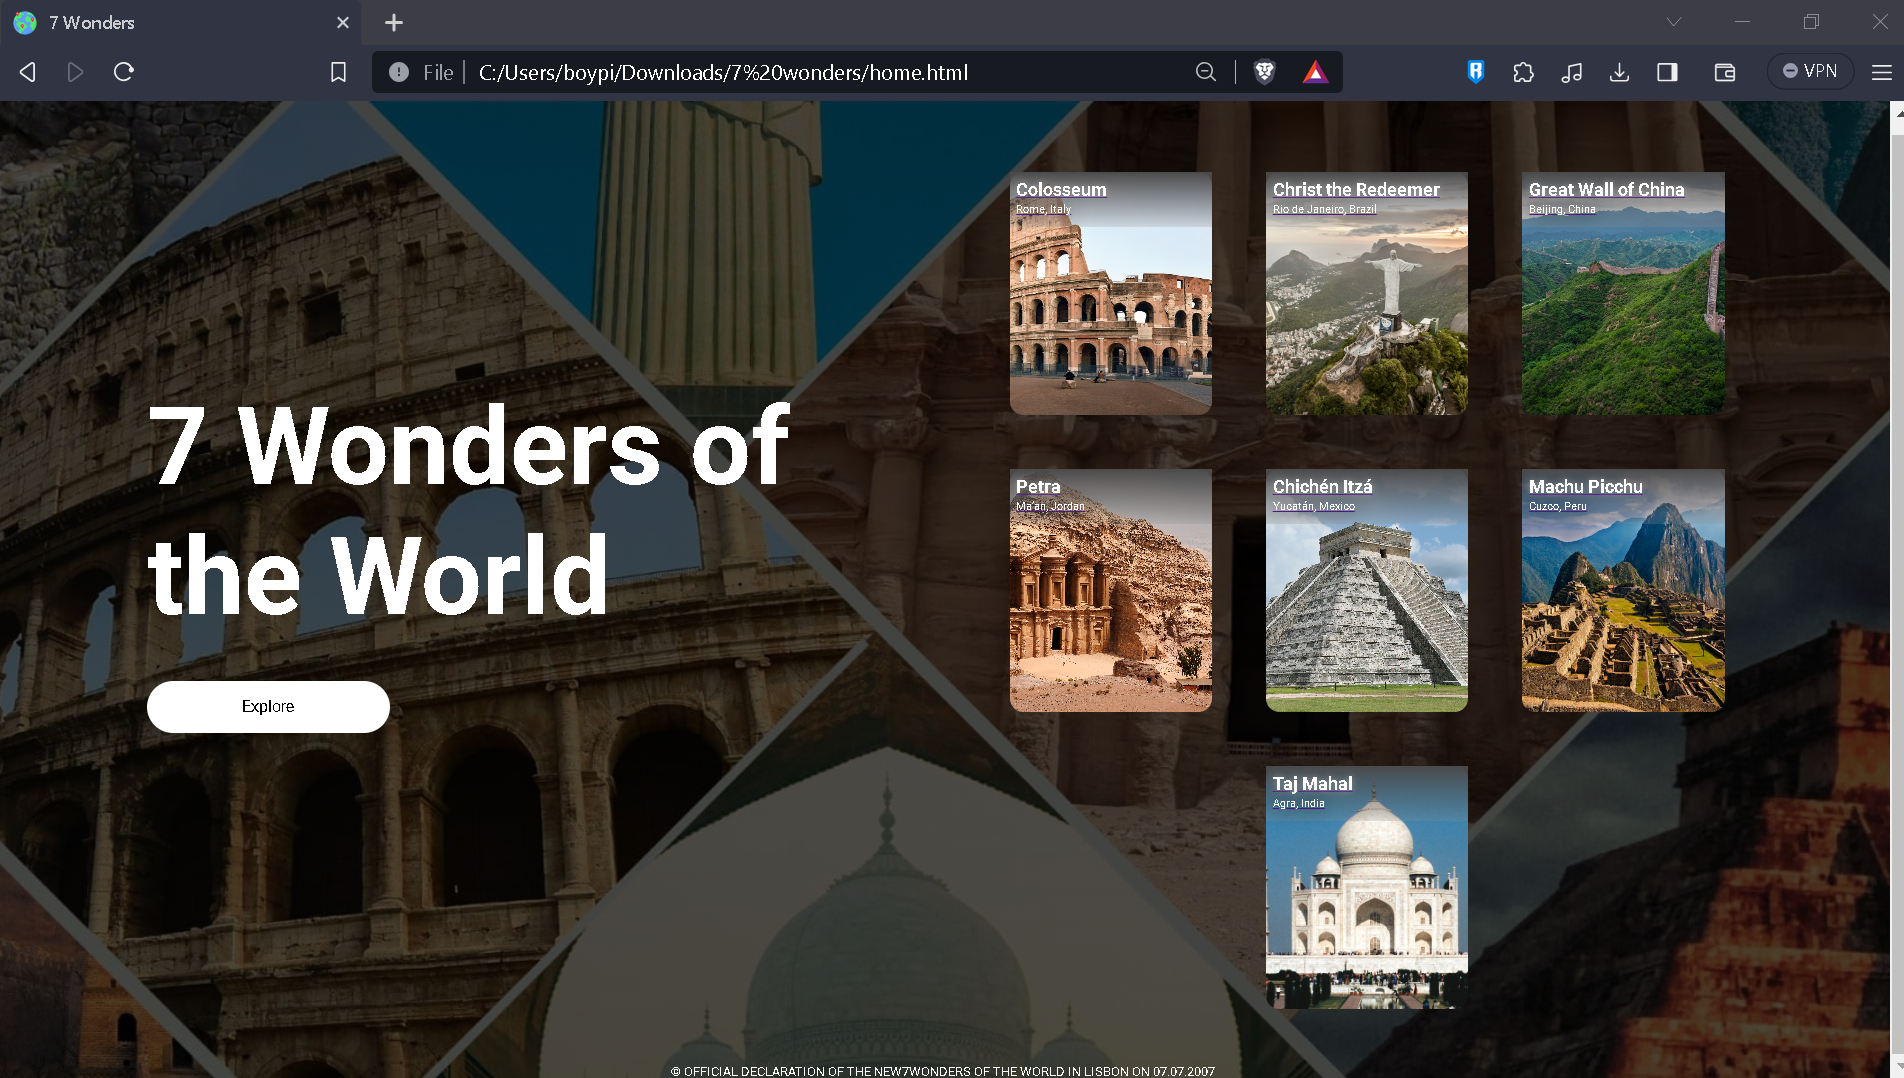 7 Wonders
File
C:/Users/boypi/Downloads/7%20wonders/home.html
VPN
7 Wonders of
the World
Explore
Colosseum
Rome, Italy
Christ the Redeemer
Rio de Janeiro, Brazil
Great Wall of China
Beijing, China
Petra
Ma'an, Jordan
Chichén Itzá
Yucatán, Mexico
Machu Picchu
Cuzco, Peru
Taj Mahal
Agra, India
© OFFICIAL DECLARATION OF THE NEW7WONDERS OF THE WORLD IN LISBON ON 07.07.2007